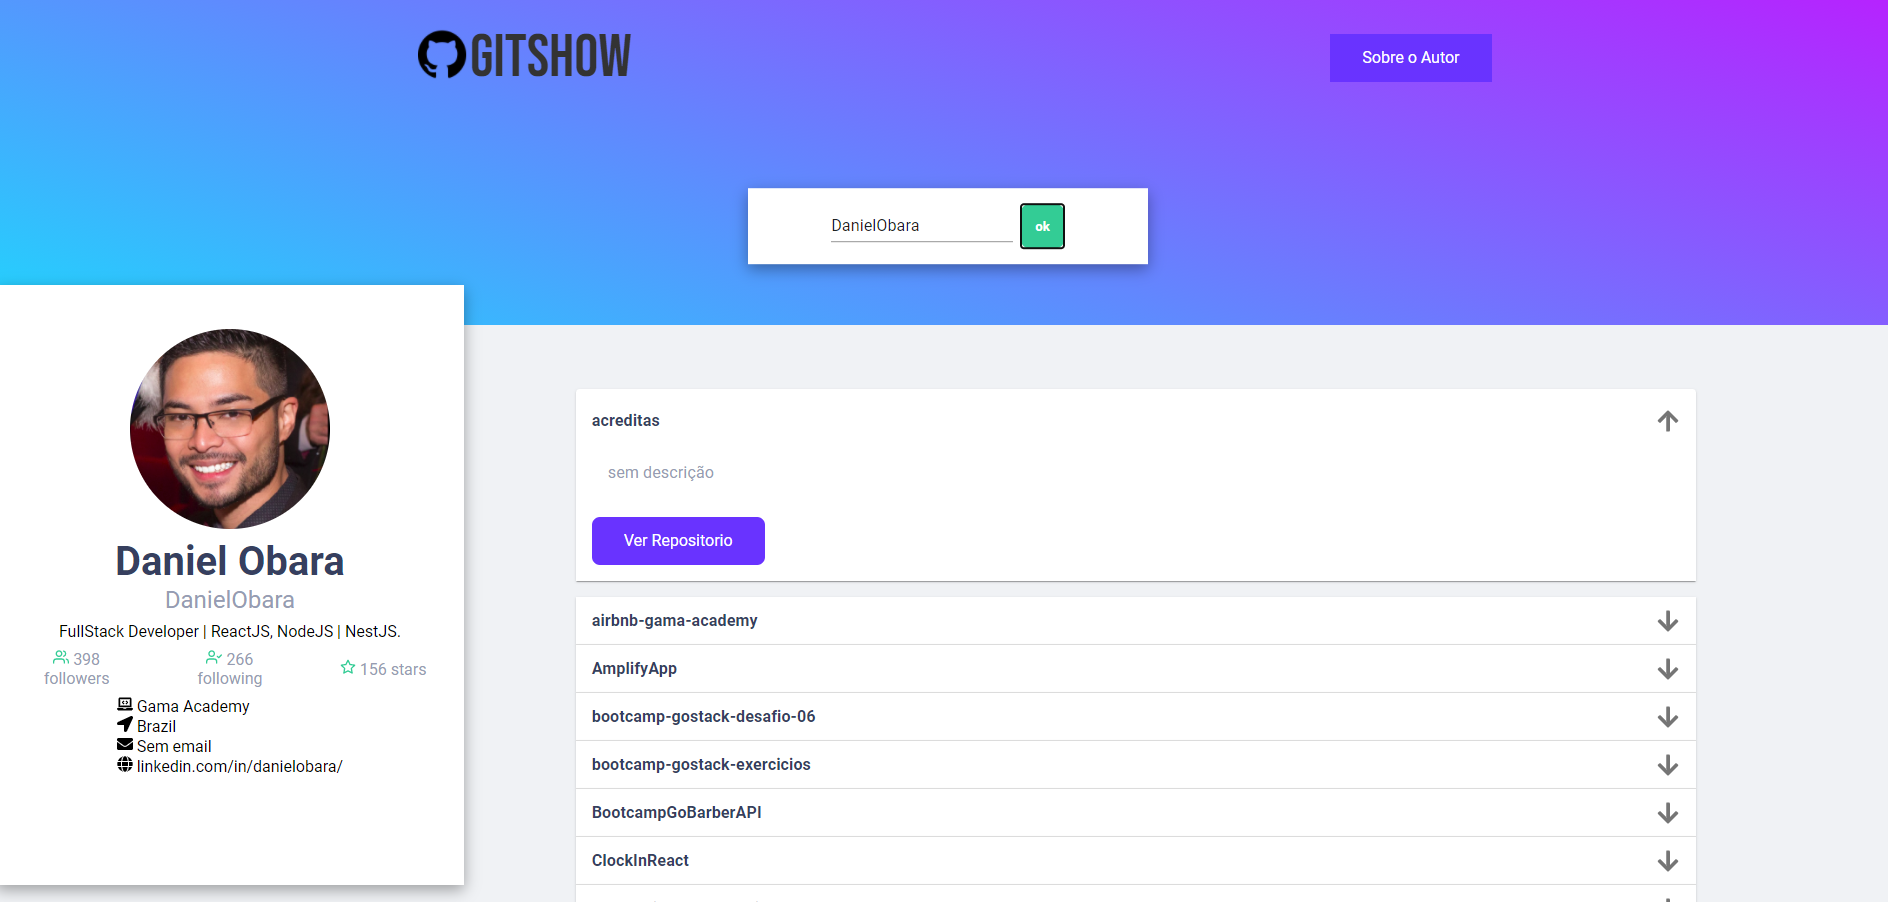 GITSHOW
Sobre o Autor
DanielObara
ok
Daniel Obara
DanielObara
FullStack Developer | ReactJS, NodeJS | NestJS.
398
followers
266
following
156 stars
Gama Academy
Brazil
Sem email
linkedin.com/in/danielobara/
acreditas
sem descrição
Ver Repositorio
airbnb-gama-academy
AmplifyApp
bootcamp-gostack-desafio-06
bootcamp-gostack-exercicios
BootcampGoBarberAPI
ClockInReact